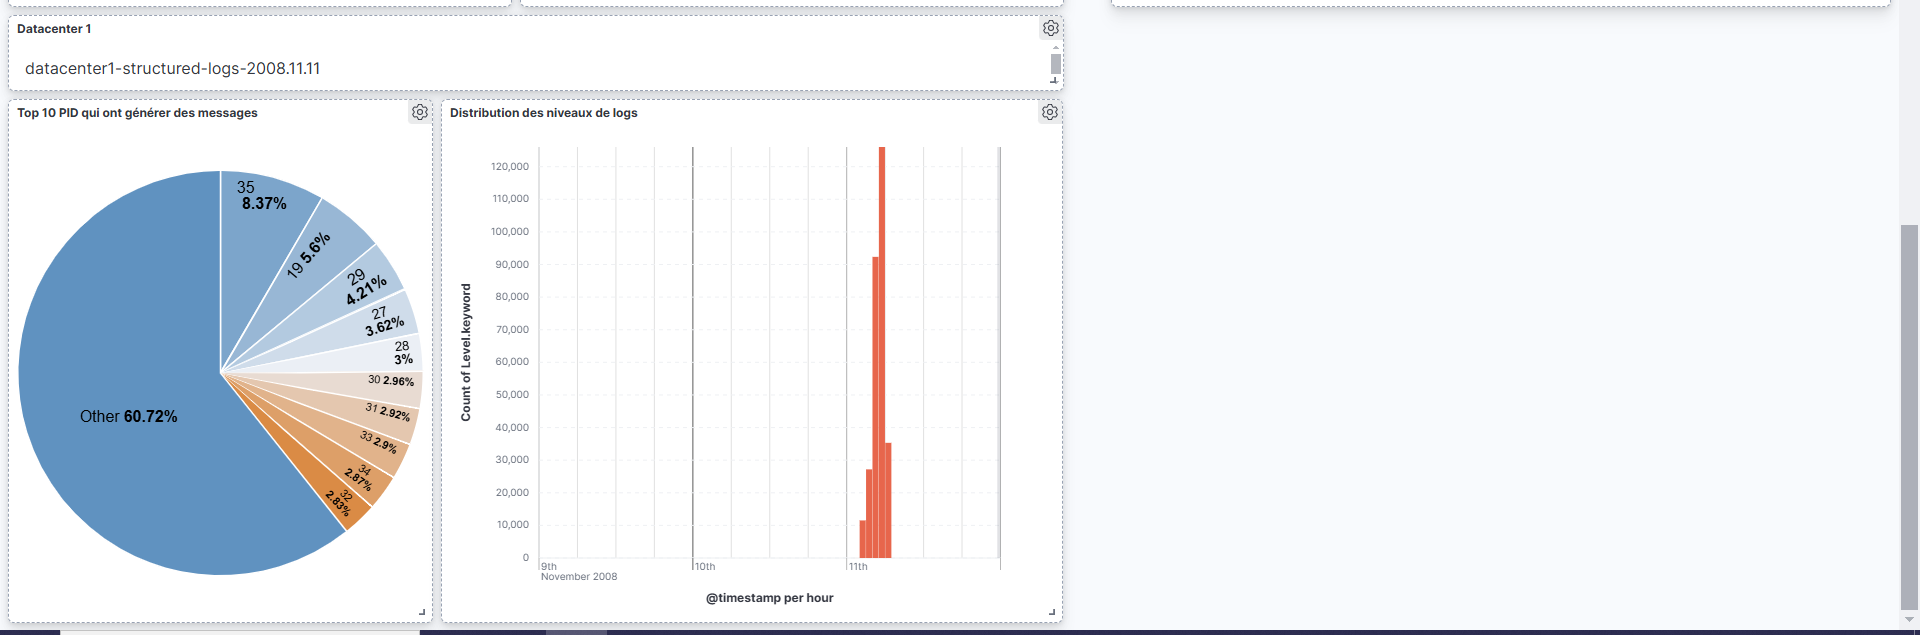 Datacenter 1
datacenter1-structured-logs-2008.11.11
Top 10 PID qui ont générer des messages
35
8.37%
19 5.6%
29
4.21%
27
3.62%
28
3%
30 2.96%
31 2.92%
33 2.9%
34
2.87%
32
2.83%
Other 60.72%
Distribution des niveaux de logs
120,000
110,000
100,000
90,000
80,000
70,000
60,000
50,000
40,000
30,000
20,000
10,000
0
Count of Level.keyword
9th
10th
11th
November 2008
@timestamp per hour